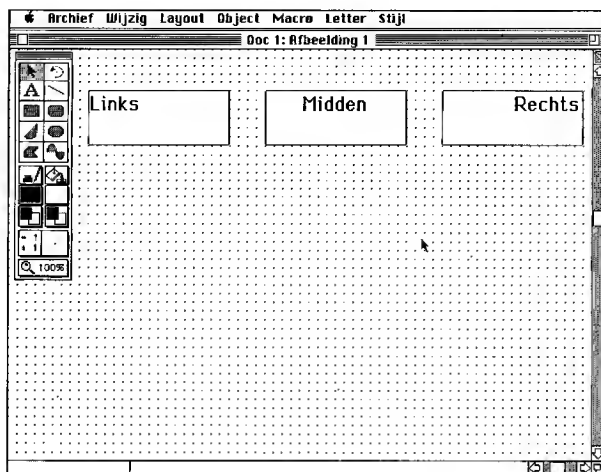 Archief Wijzig Layout Object Macro Letter Stijl
Doc 1: Afbeelding 1
A
Links Midden Rechts
100%